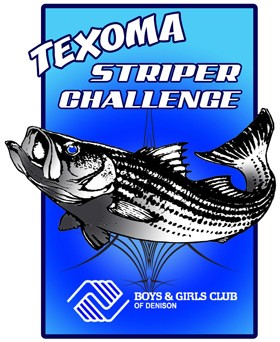 TEXOMA
STRIPER
CHALLENGE
BOYS & GIRLS CLUB
OF DENISON